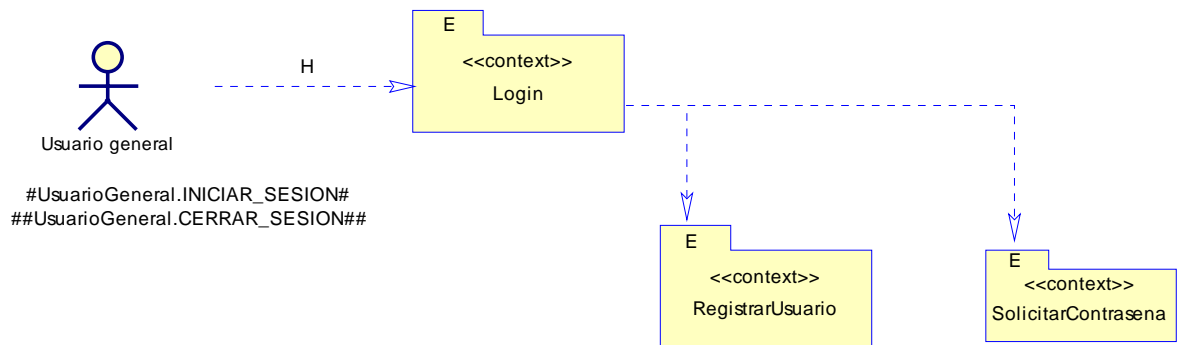 E
<<context>>
Login
H
Usuario general
#UsuarioGeneral.INICIAR_SESION#
##UsuarioGeneral.CERRAR_SESION##
E
<<context>>
RegistrarUsuario
E
<<context>>
SolicitarContrasena